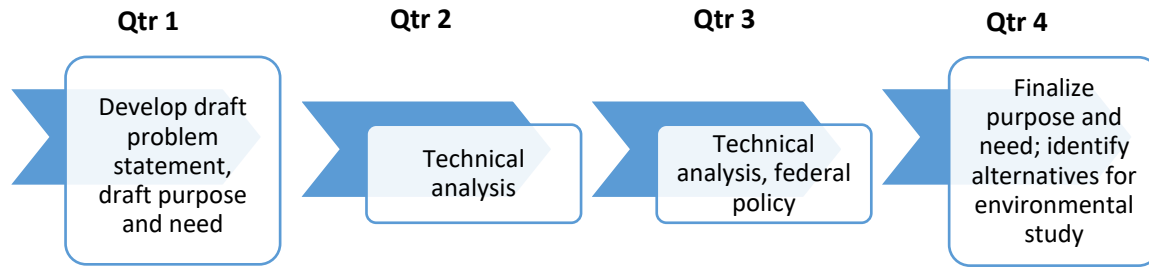 Qtr 1
Qtr 2
Qtr 3
Qtr 4
Develop draft
problem
statement,
draft purpose
and need
Technical
analysis
Technical
analysis, federal
policy
Finalize
purpose and
need; identify
alternatives for
environmental
study